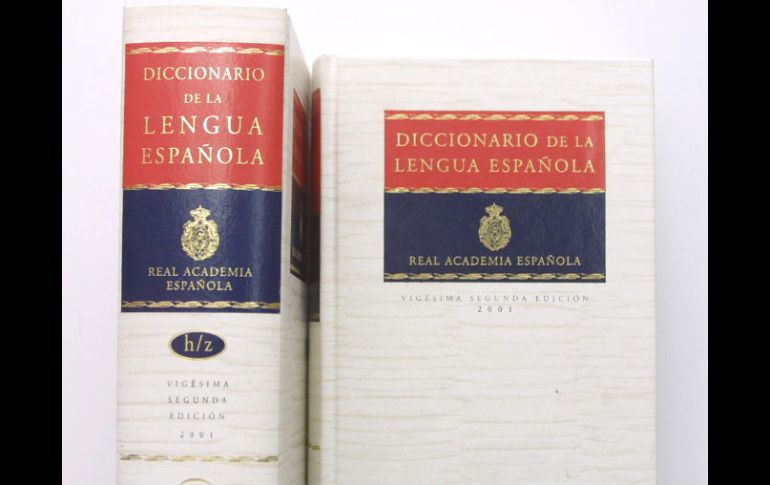 DICCIONARIO
DE LA
LENGUA
ESPAÑOLA
REAL ACADEMIA
ESPAÑOLA
h/z
VIGÉSIMA
SEGUNDA
EDICIÓN
2001
DICCIONARIO DE LA
LENGUA ESPAÑOLA
REAL ACADEMIA ESPAÑOLA
VIGÉSIMA SEGUNDA EDICIÓN
2001